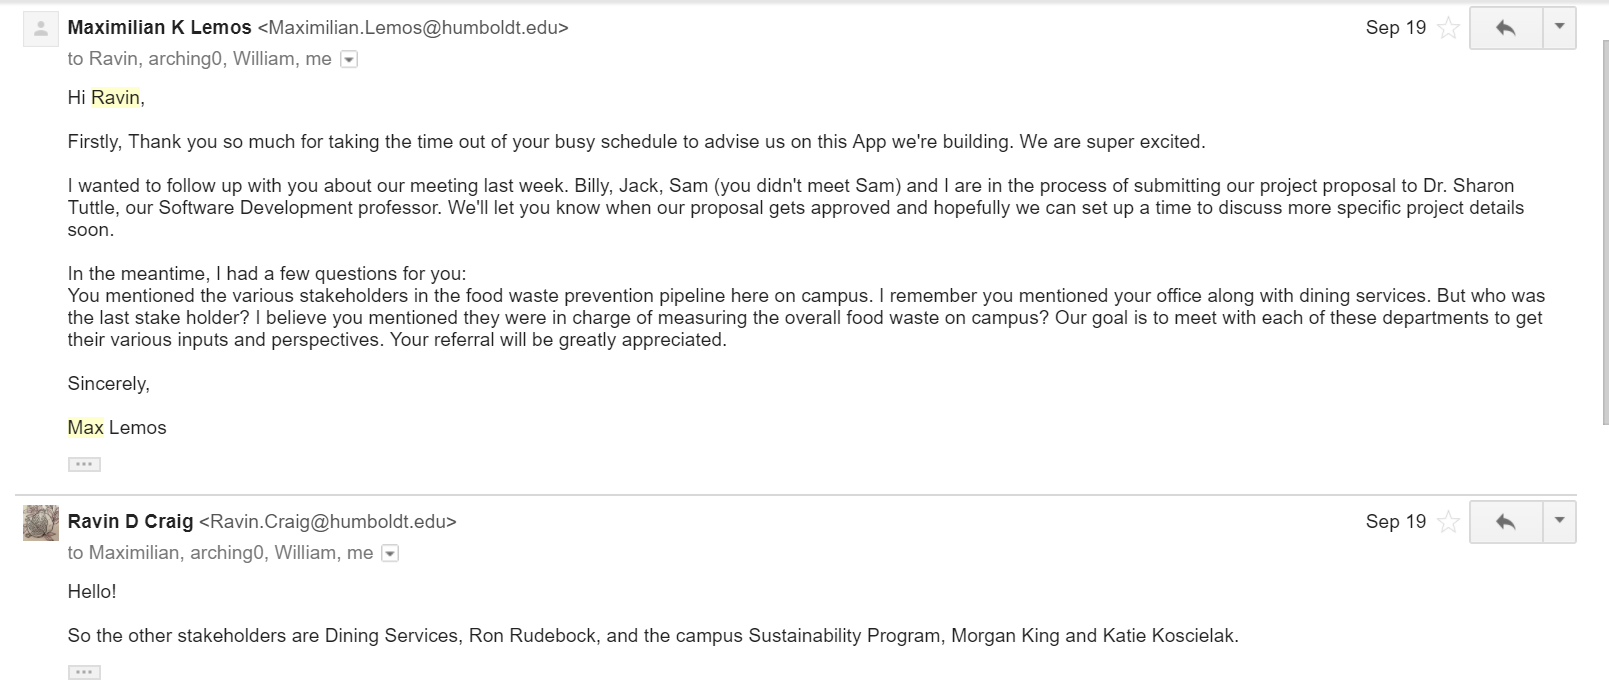 Maximilian K Lemos <Maximilian.Lemos@humboldt.edu> Sep 19
to Ravin, arching0, William, me
Hi Ravin,
Firstly, Thank you so much for taking the time out of your busy schedule to advise us on this App we're building. We are super excited.
I wanted to follow up with you about our meeting last week. Billy, Jack, Sam (you didn't meet Sam) and I are in the process of submitting our project proposal to Dr. Sharon
Tuttle, our Software Development professor. We'll let you know when our proposal gets approved and hopefully we can set up a time to discuss more specific project details
soon.
In the meantime, I had a few questions for you:
You mentioned the various stakeholders in the food waste prevention pipeline here on campus. I remember you mentioned your office along with dining services. But who was
the last stake holder? I believe you mentioned they were in charge of measuring the overall food waste on campus? Our goal is to meet with each of these departments to get
their various inputs and perspectives. Your referral will be greatly appreciated.
Sincerely,
Max Lemos
Ravin D Craig <Ravin.Craig@humboldt.edu> Sep 19
to Maximilian, arching0, William, me
Hello!
So the other stakeholders are Dining Services, Ron Rudebock, and the campus Sustainability Program, Morgan King and Katie Koscielak.